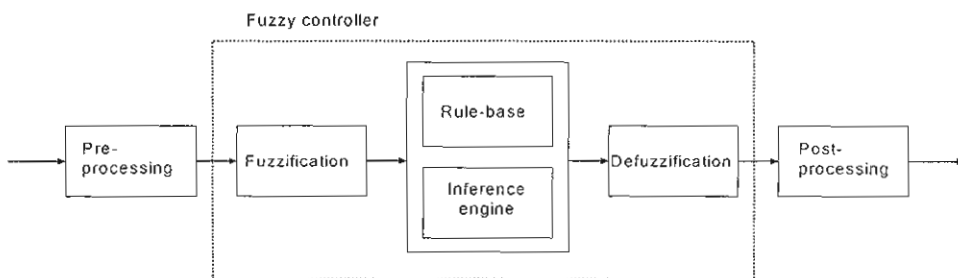 Fuzzy controller
Pre-
processing
Fuzzification
Rule-base
Inference
engine
Defuzzification
Post-
processing